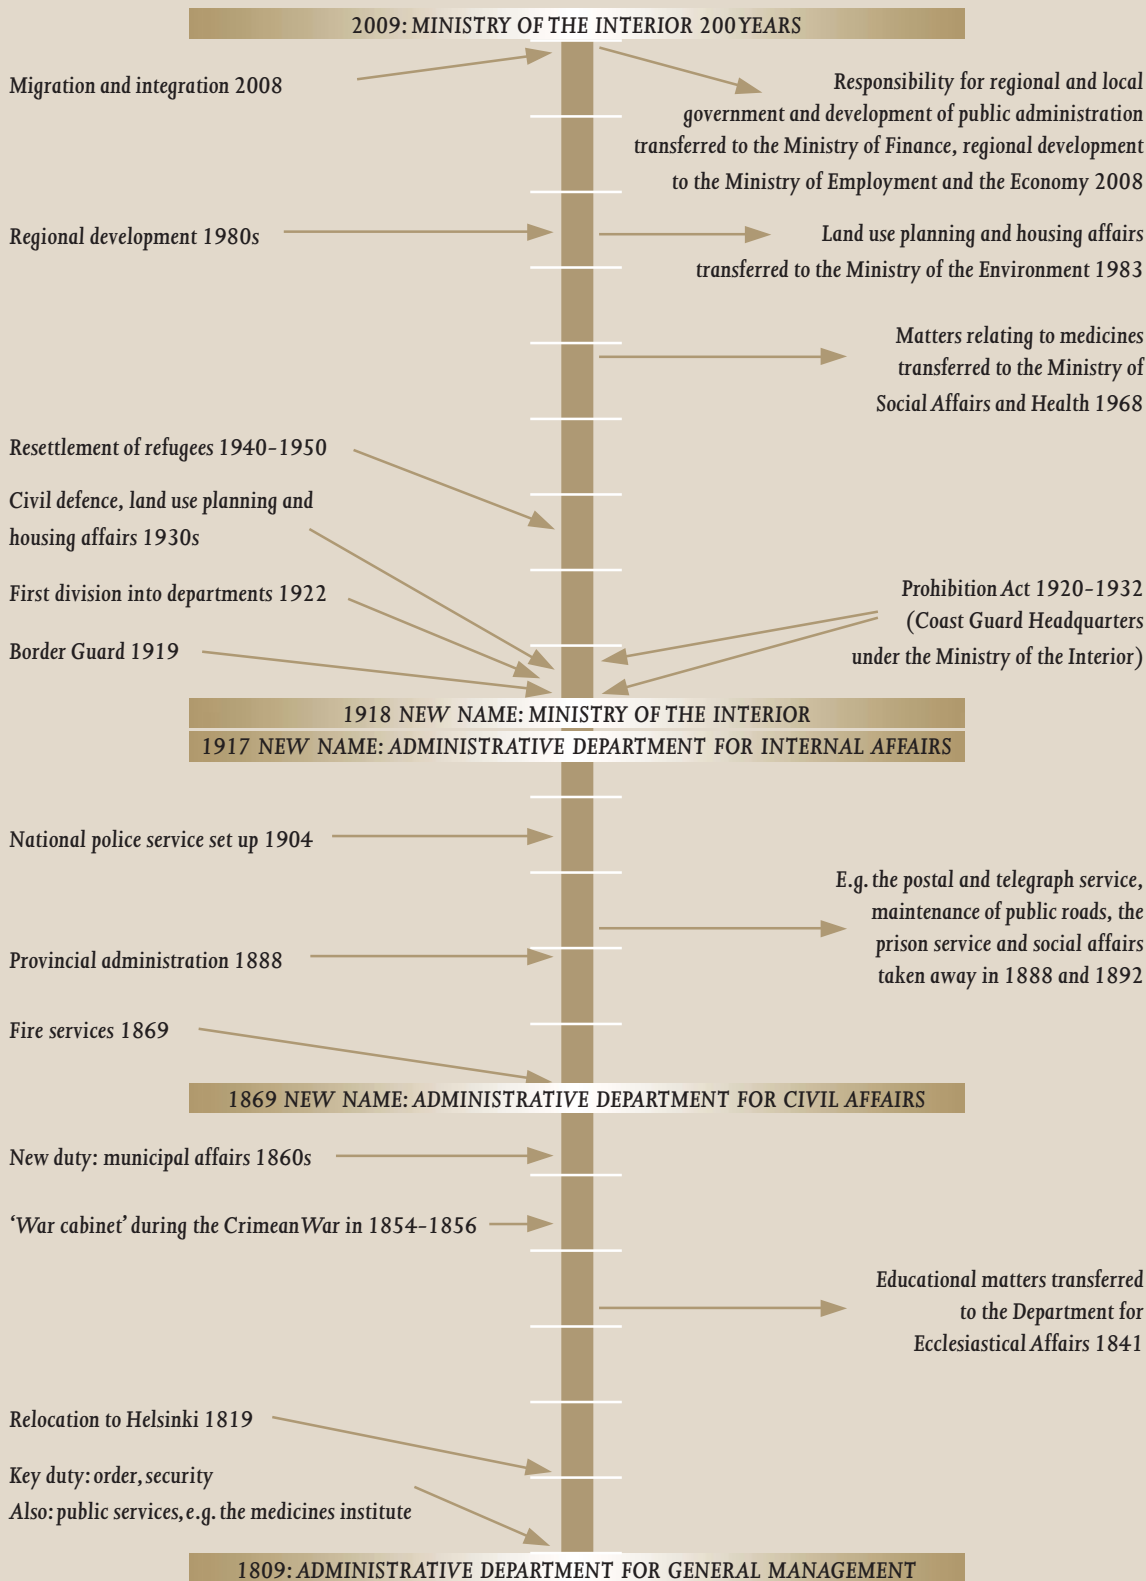 2009: MINISTRY OF THE INTERIOR 200 YEARS
Migration and integration 2008
Responsibility for regional and local
government and development of public administration
transferred to the Ministry of Finance, regional development
to the Ministry of Employment and the Economy 2008
Regional development 1980s
Land use planning and housing affairs
transferred to the Ministry of the Environment 1983
Matters relating to medicines
transferred to the Ministry of
Social Affairs and Health 1968
Resettlement of refugees 1940-1950
Civil defence, land use planning and
housing affairs 1930s
First division into departments 1922
Border Guard 1919
Prohibition Act 1920-1932
(Coast Guard Headquarters
under the Ministry of the Interior)
1918 NEW NAME: MINISTRY OF THE INTERIOR
1917 NEW NAME: ADMINISTRATIVE DEPARTMENT FOR INTERNAL AFFAIRS
National police service set up 1904
E.g. the postal and telegraph service,
maintenance of public roads, the
prison service and social affairs
taken away in 1888 and 1892
Provincial administration 1888
Fire services 1869
1869 NEW NAME: ADMINISTRATIVE DEPARTMENT FOR CIVIL AFFAIRS
New duty: municipal affairs 1860s
‘War cabinet’ during the Crimean War in 1854-1856
Educational matters transferred
to the Department for
Ecclesiastical Affairs 1841
Relocation to Helsinki 1819
Key duty: order, security
Also: public services, e.g. the medicines institute
1809: ADMINISTRATIVE DEPARTMENT FOR GENERAL MANAGEMENT